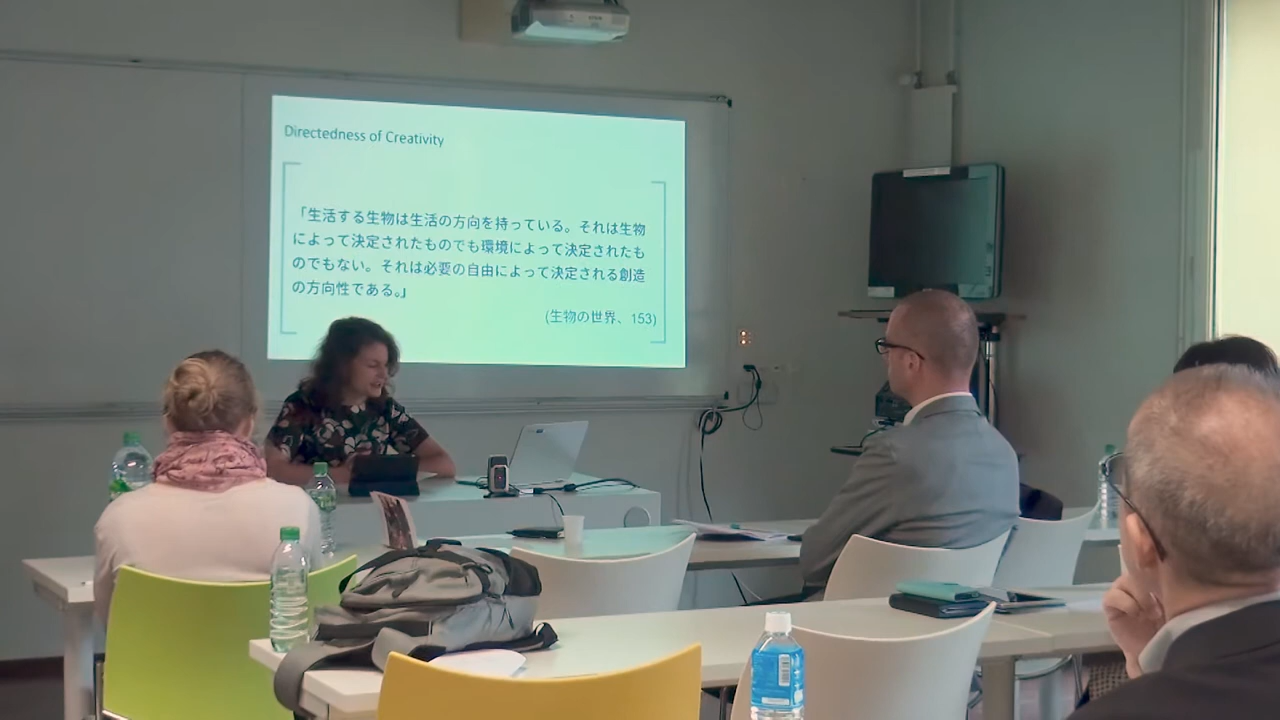 Directedness of Creativity
「生活する生物は生活の方向を持っている。それは生物
によって決定されたものでも環境によって決定されたも
のでもない。それは必要の自由によって決定される創造
の方向性である。」
(生物の世界、153)